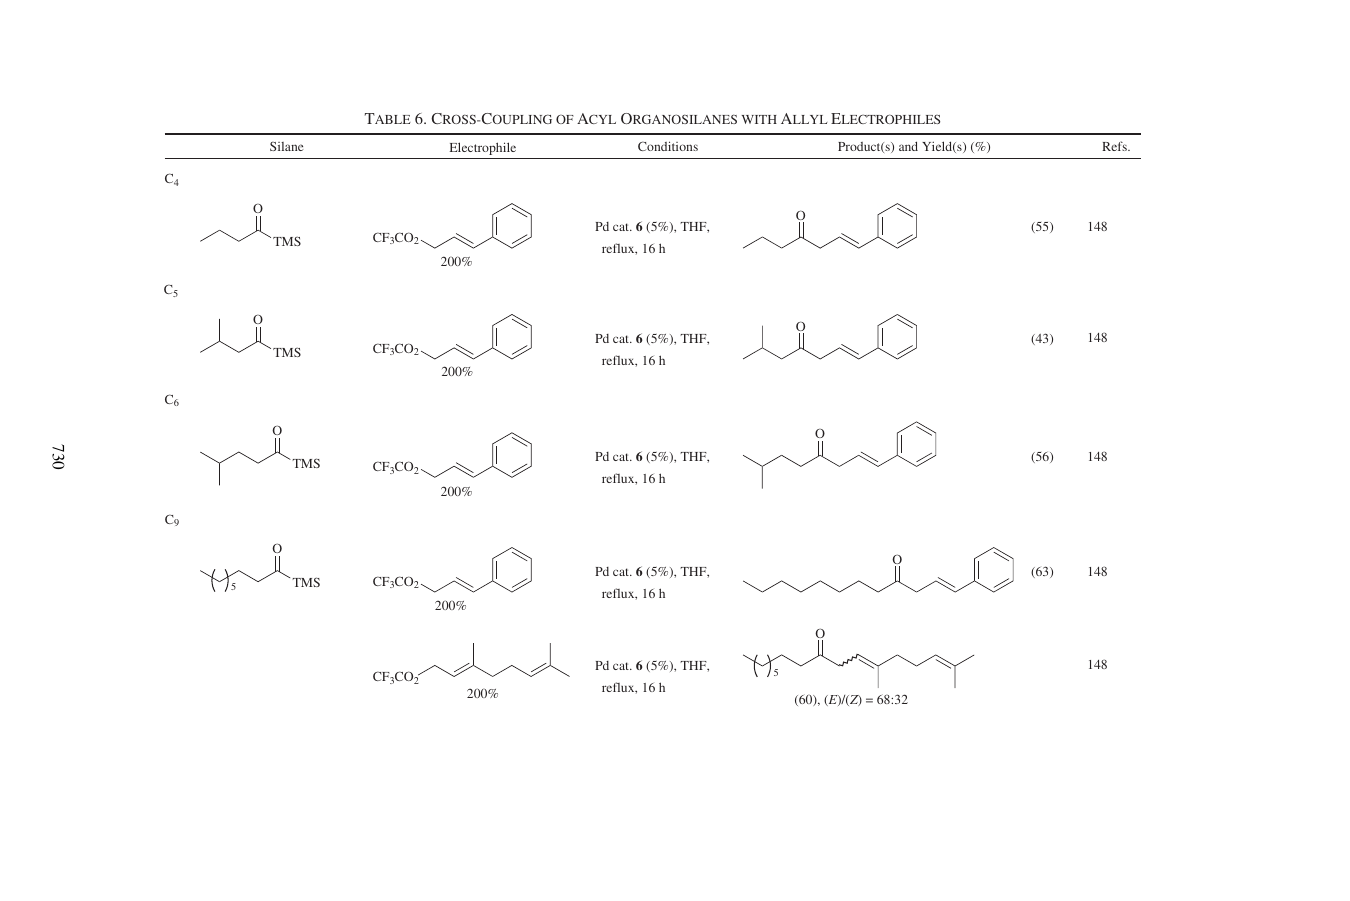 TABLE 6. CROSS-COUPLING OF ACYL ORGANOSILANES WITH ALLYL ELECTROPHILES
Silane Electrophile Conditions Product(s) and Yield(s) (%) Refs.
C4
O
TMS
CF3CO2
200%
Pd cat. 6 (5%), THF,
reflux, 16 h
O
(55) 148
C5
O
TMS
CF3CO2
200%
Pd cat. 6 (5%), THF,
reflux, 16 h
O
(43) 148
C6
O
TMS
CF3CO2
200%
Pd cat. 6 (5%), THF,
reflux, 16 h
O
(56) 148
C9
O
( )5
TMS
CF3CO2
200%
Pd cat. 6 (5%), THF,
reflux, 16 h
O
(63) 148
CF3CO2
200%
Pd cat. 6 (5%), THF,
reflux, 16 h
O
( )5
(60), (E)/(Z) = 68:32
148
730